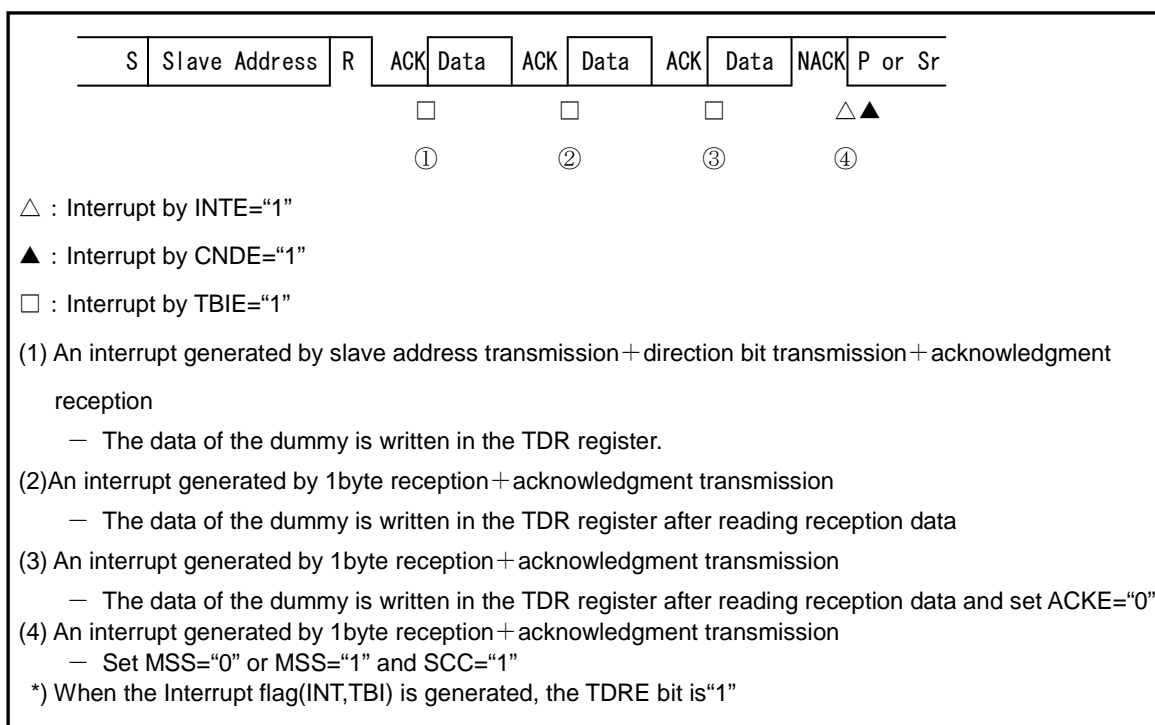 S Slave Address R ACK Data ACK Data ACK Data NACK P or Sr
□ □ □ △▲
① ② ③ ④
△ : Interrupt by INTE=“1”
▲ : Interrupt by CNDE=“1”
□ : Interrupt by TBIE=“1”
(1) An interrupt generated by slave address transmission＋direction bit transmission＋acknowledgment
reception
－ The data of the dummy is written in the TDR register.
(2)An interrupt generated by 1byte reception＋acknowledgment transmission
－ The data of the dummy is written in the TDR register after reading reception data
(3) An interrupt generated by 1byte reception＋acknowledgment transmission
－ The data of the dummy is written in the TDR register after reading reception data and set ACKE=“0”
(4) An interrupt generated by 1byte reception＋acknowledgment transmission
－ Set MSS=“0” or MSS=“1” and SCC=“1”
*) When the Interrupt flag(INT,TBI) is generated, the TDRE bit is“1”